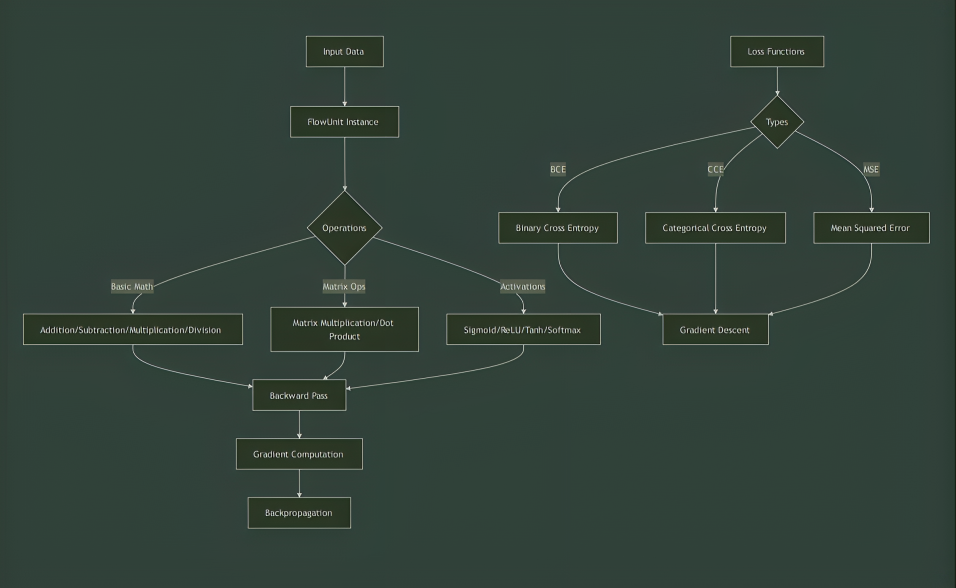 Input Data
FlowUnit Instance
Operations
Basic Math
Matrix Ops
Activations
Addition/Subtraction/Multiplication/Division
Matrix Multiplication/Dot
Product
Sigmoid/ReLU/Tanh/Softmax
Backward Pass
Gradient Computation
Backpropagation
Loss Functions
Types
BCE
CCE
MSE
Binary Cross Entropy
Categorical Cross Entropy
Mean Squared Error
Gradient Descent